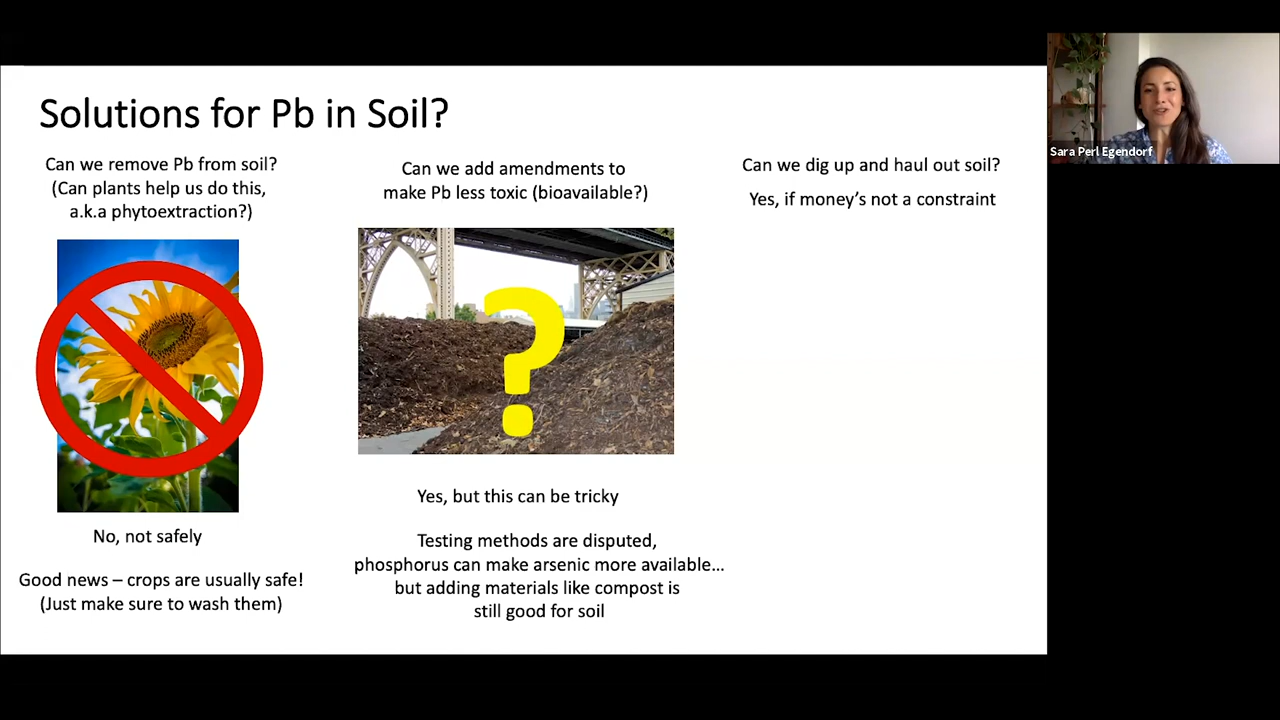 Solutions for Pb in Soil?
Can we remove Pb from soil?
(Can plants help us do this,
a.k.a phytoextraction?)
No, not safely
Good news – crops are usually safe!
(Just make sure to wash them)
Can we add amendments to
make Pb less toxic (bioavailable?)
?
Yes, but this can be tricky
Testing methods are disputed,
phosphorus can make arsenic more available...
but adding materials like compost is
still good for soil
Can we dig up and haul out soil?
Yes, if money's not a constraint
Sara Perl Egendorf